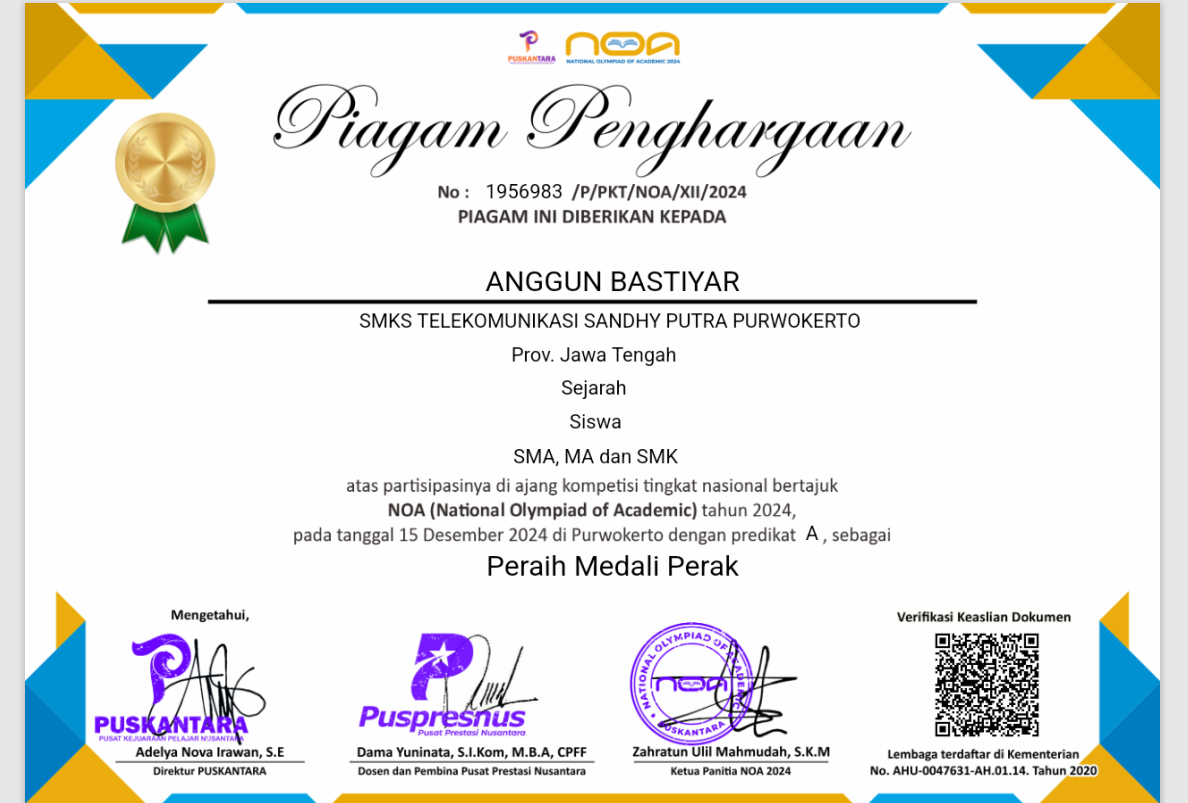 PUSKANTARA
NOA
NATIONAL OLYMPIAD OF ACADEMIC 2024
Piagam Penghargaan
No : 1956983 /P/PKT/NOA/XII/2024
PIAGAM INI DIBERIKAN KEPADA
ANGGUN BASTIYAR
SMKS TELEKOMUNIKASI SANDHY PUTRA PURWOKERTO
Prov. Jawa Tengah
Sejarah
Siswa
SMA, MA dan SMK
atas partisipasinya di ajang kompetisi tingkat nasional bertajuk
NOA (National Olympiad of Academic) tahun 2024,
pada tanggal 15 Desember 2024 di Purwokerto dengan predikat A , sebagai
Peraih Medali Perak
Mengetahui,
PUSKANTARA
PUSAT KEJUARAAN PELAJAR NUSANTARA
Adelya Nova Irawan, S.E
Direktur PUSKANTARA
Puspresnus
Pusat Prestasi Nusantara
Dama Yuninata, S.I.Kom, M.B.A, CPFF
Dosen dan Pembina Pusat Prestasi Nusantara
NATIONAL OLYMPIAD OF ACADEMIC
NOA
PUSKANTARA
Zahratun Ulil Mahmudah, S.K.M
Ketua Panitia NOA 2024
Verifikasi Keaslian Dokumen
Lembaga terdaftar di Kementerian
No. AHU-0047631-AH.01.14. Tahun 2020